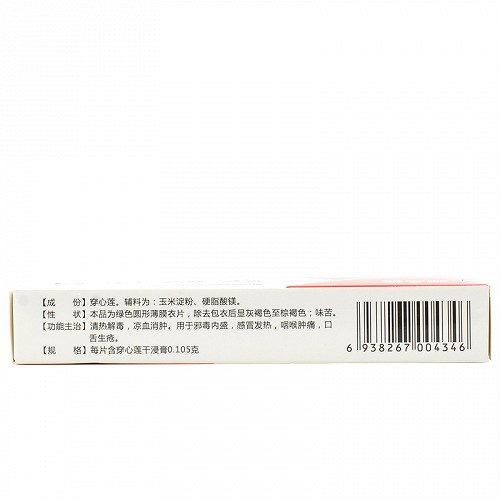 【成　份】穿心莲。辅料为：玉米淀粉、硬脂酸镁。
【性　状】本品为绿色圆形薄膜衣片，除去包衣后显灰褐色至棕褐色；味苦。
【功能主治】清热解毒，凉血消肿。用于邪毒内盛，感冒发热，咽喉肿痛，口
舌生疮。
【规　格】每片含穿心莲干浸膏0.105克
6 938267 004346